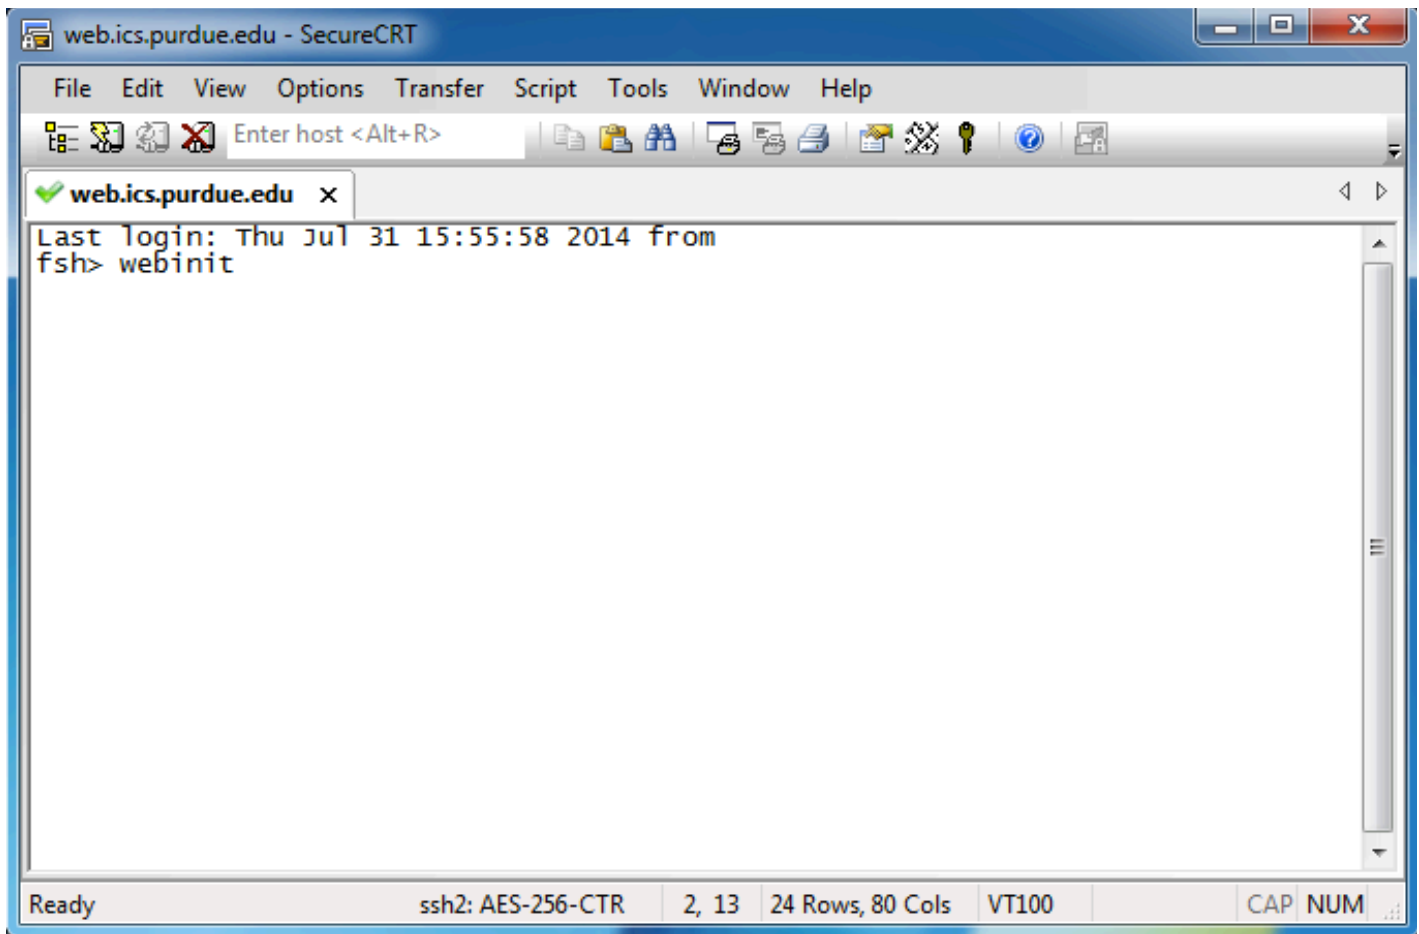 web.ics.purdue.edu - SecureCRT
File Edit View Options Transfer Script Tools Window Help
Enter host <Alt+R>
web.ics.purdue.edu x
Last login: Thu Jul 31 15:55:58 2014 from
fsh> webinit
Ready ssh2: AES-256-CTR 2, 13 24 Rows, 80 Cols VT100 CAP NUM